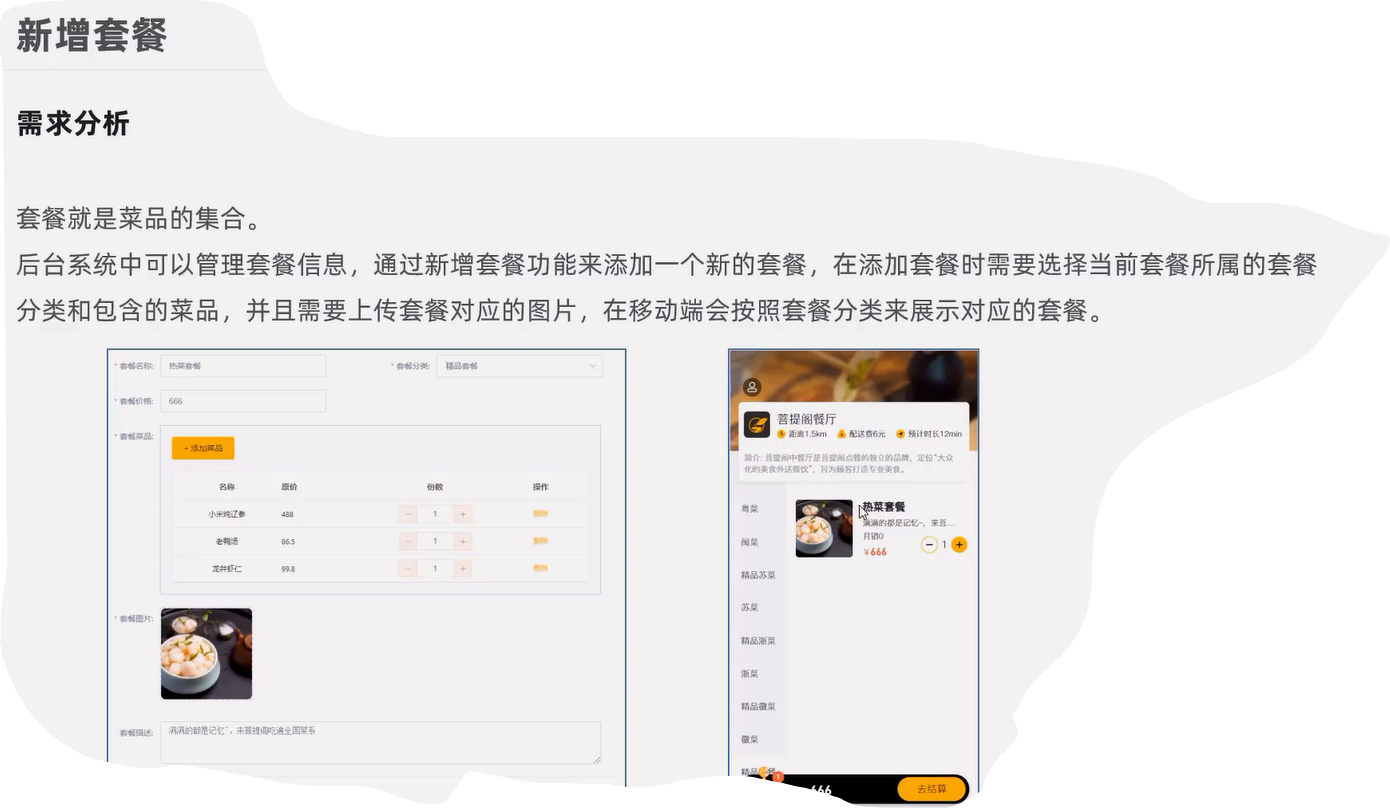 新增套餐
需求分析
套餐就是菜品的集合。
后台系统中可以管理套餐信息，通过新增套餐功能来添加一个新的套餐，在添加套餐时需要选择当前套餐所属的套餐
分类和包含的菜品，并且需要上传套餐对应的图片，在移动端会按照套餐分类来展示对应的套餐。
* 套餐名称: 热菜套餐 * 套餐分类: 精品套餐
* 套餐价格: 666
* 套餐菜品:
+ 添加菜品
名称 原价 份数 操作
小米炖辽参 488 − 1 + 删除
老鸭汤 86.5 − 1 + 删除
龙井虾仁 99.8 − 1 + 删除
* 套餐图片:
套餐描述: 满满的都是记忆~，来菩提阁吃遍全国菜系
菩提阁餐厅
距离1.5km 配送费6元 预计时长12min
简介: 菩提阁中餐厅是菩提阁点餐的独立的品牌，定位“大众
化的美食外送餐饮”，旨为顾客打造专业美食。
粤菜
闽菜
精品苏菜
苏菜
精品浙菜
浙菜
精品徽菜
徽菜
精品
餐
热菜套餐
满满的都是记忆~，来菩...
月销0
¥666 − 1 +
1
666
去结算